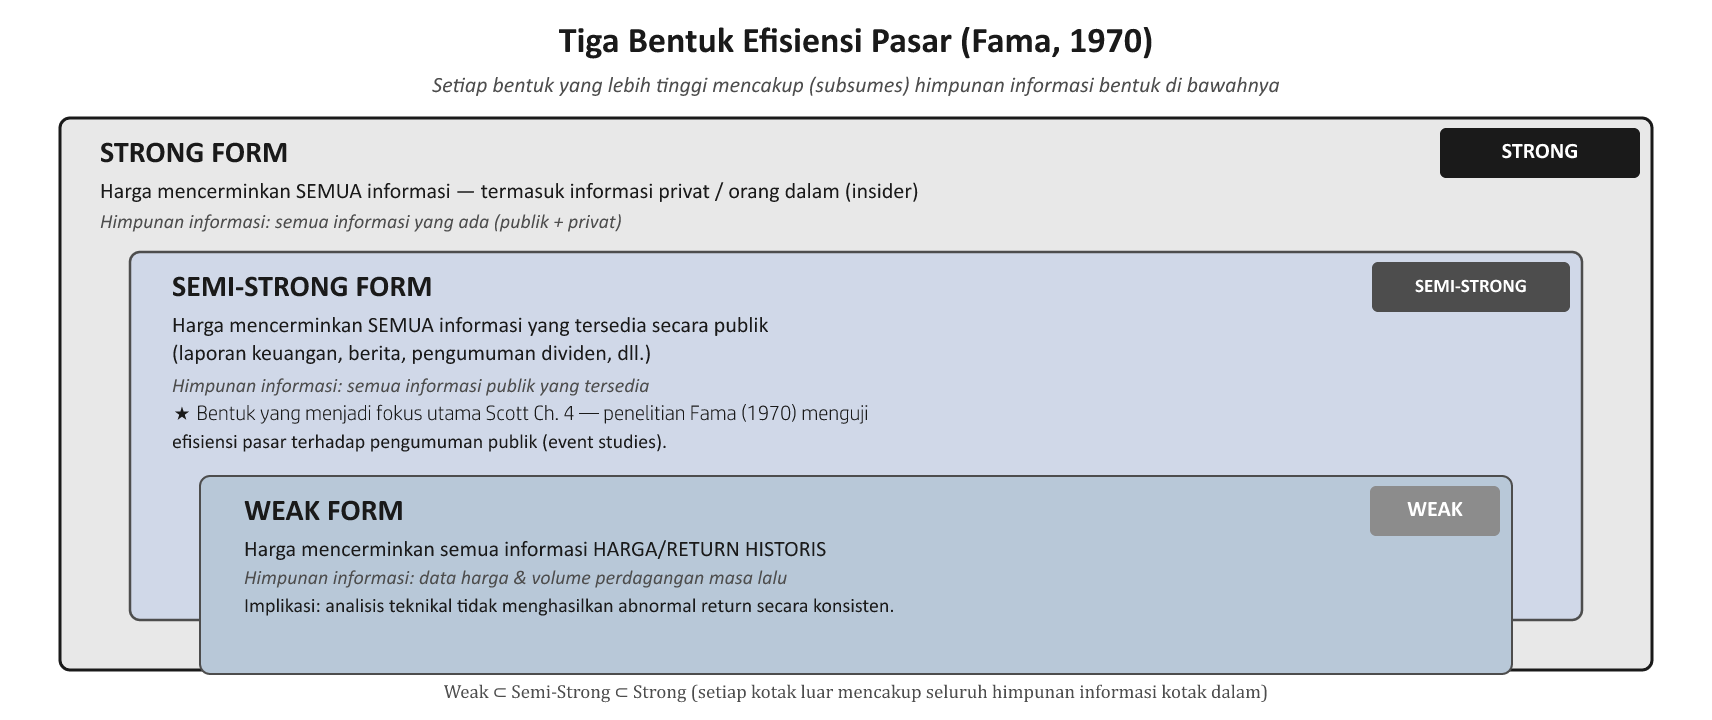 Tiga Bentuk Efisiensi Pasar (Fama, 1970)
Setiap bentuk yang lebih tinggi mencakup (subsumes) himpunan informasi bentuk di bawahnya
STRONG FORM
STRONG
Harga mencerminkan SEMUA informasi — termasuk informasi privat / orang dalam (insider)
Himpunan informasi: semua informasi yang ada (publik + privat)
SEMI-STRONG FORM
SEMI-STRONG
Harga mencerminkan SEMUA informasi yang tersedia secara publik
(laporan keuangan, berita, pengumuman dividen, dll.)
Himpunan informasi: semua informasi publik yang tersedia
★ Bentuk yang menjadi fokus utama Scott Ch. 4 — penelitian Fama (1970) menguji
efisiensi pasar terhadap pengumuman publik (event studies).
WEAK FORM
WEAK
Harga mencerminkan semua informasi HARGA/RETURN HISTORIS
Himpunan informasi: data harga & volume perdagangan masa lalu
Implikasi: analisis teknikal tidak menghasilkan abnormal return secara konsisten.
Weak ⊂ Semi-Strong ⊂ Strong (setiap kotak luar mencakup seluruh himpunan informasi kotak dalam)